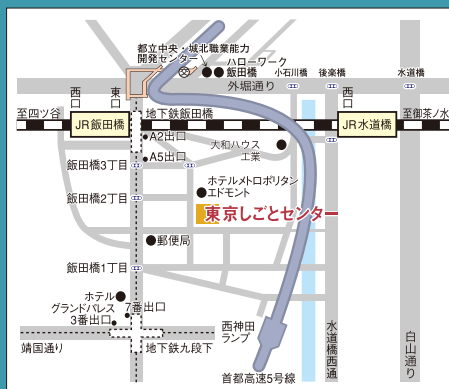 都立中央・城北職業能力
開発センター
ハローワーク
飯田橋
小石川橋
後楽橋
水道橋
外堀通り
西口
東口
西口
至四ツ谷
地下鉄飯田橋
至御茶ノ水
JR飯田橋
JR水道橋
A2出口
大和ハウス
工業
A5出口
飯田橋3丁目
ホテルメトロポリタン
エドモント
飯田橋2丁目
東京しごとセンター
郵便局
飯田橋1丁目
ホテル
グランドパレス
7番出口
3番出口
西神田
ランプ
水道橋西通
白山通り
靖国通り
地下鉄九段下
首都高速5号線